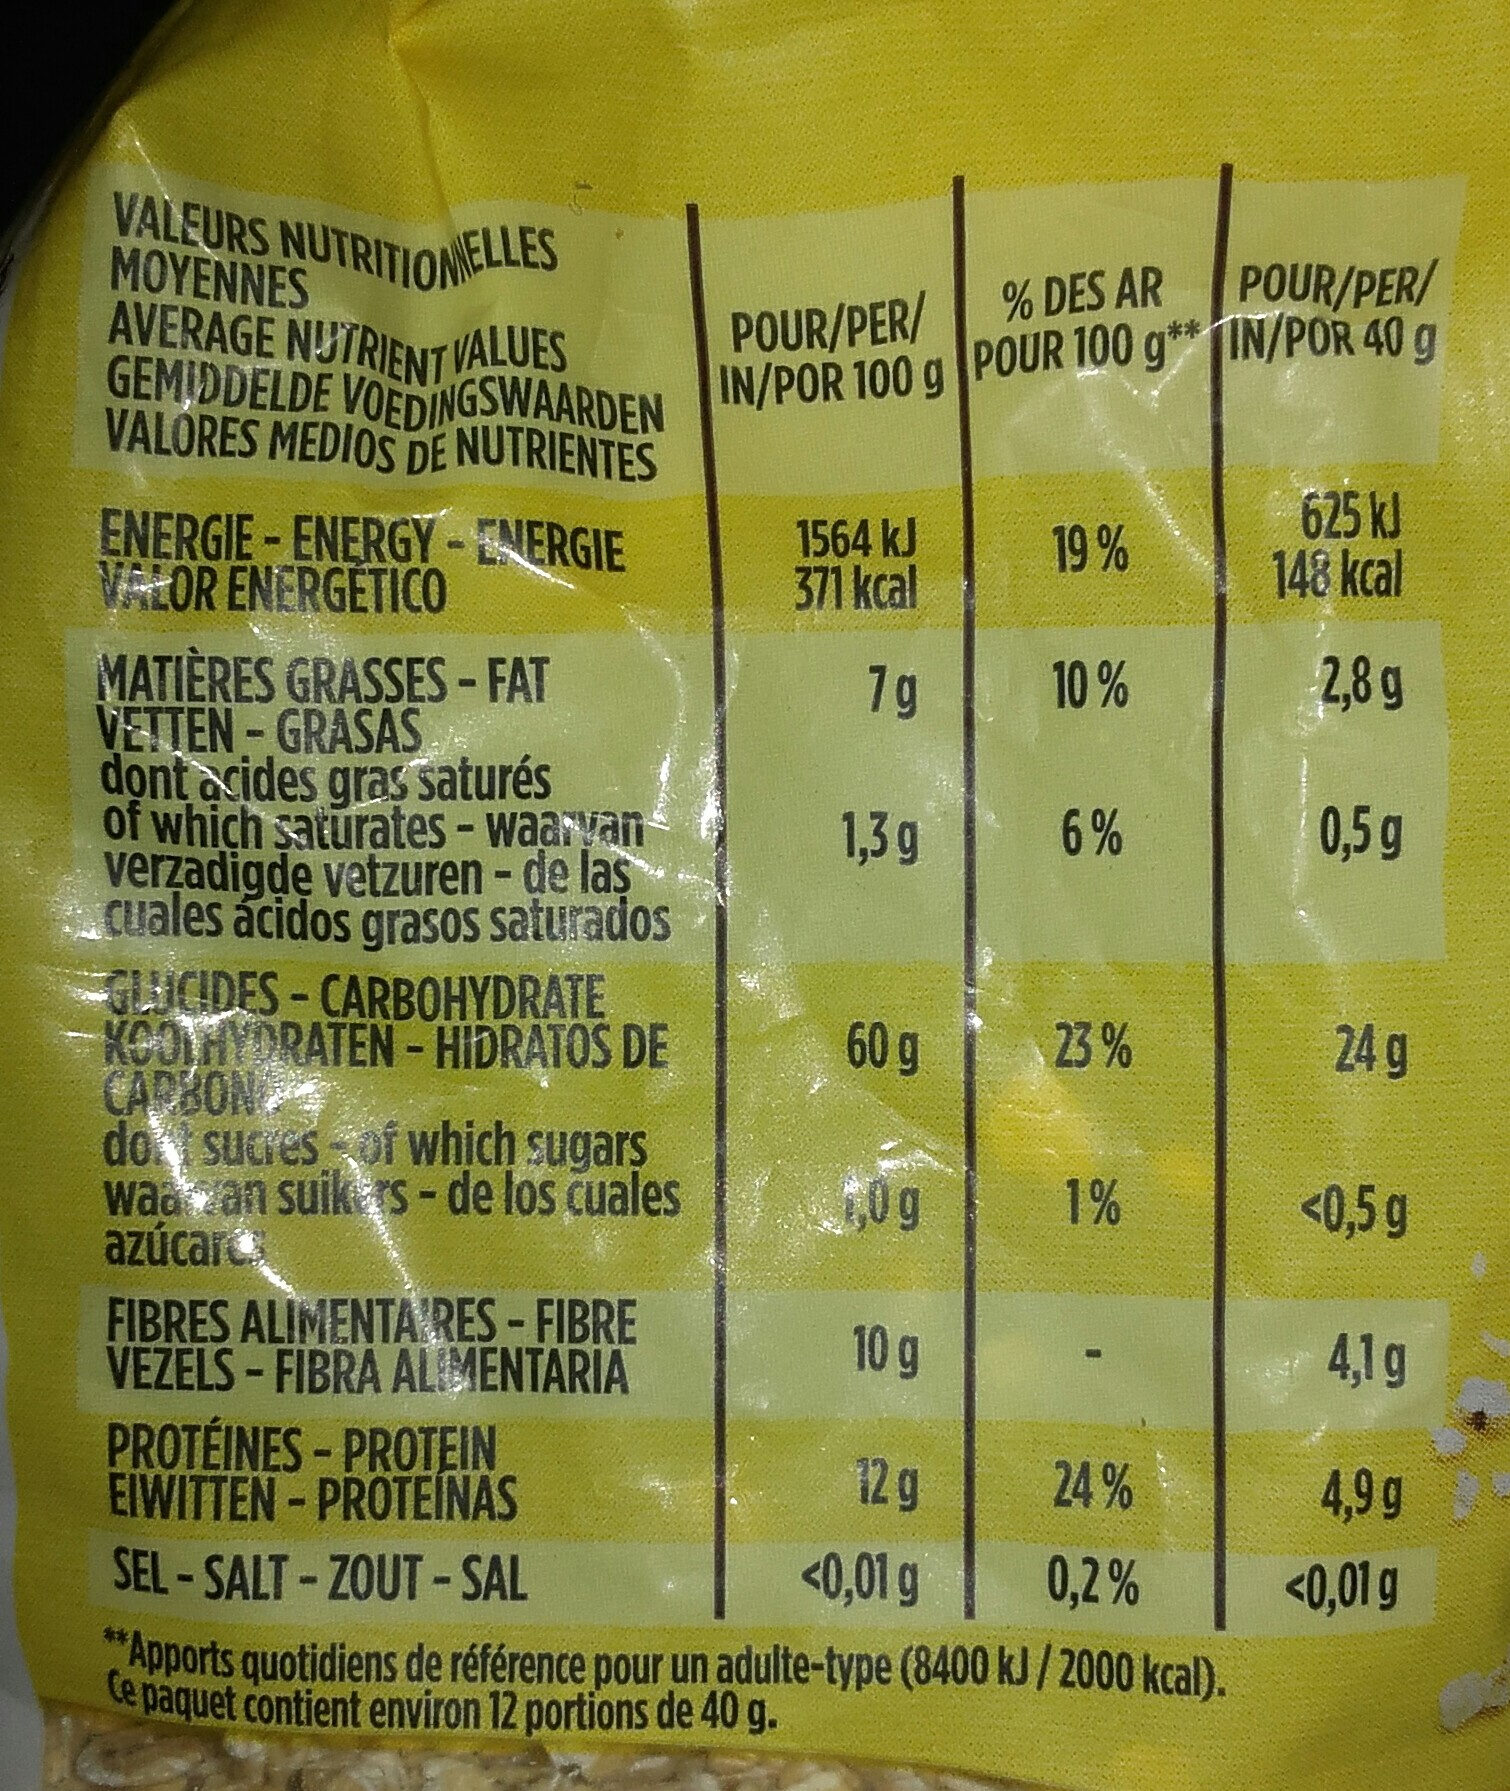 VALEURS NUTRITIONNELLES
MOYENNES
AVERAGE NUTRIENT VALUES
GEMIDDELDE VOEDINGSWAARDEN
VALORES MEDIOS DE NUTRIENTES
POUR/PER/
IN/POR 100 g
% DES AR
POUR 100 g**
POUR/PER/
IN/POR 40 g
ENERGIE - ENERGY - ENERGIE
VALOR ENERGÉTICO
1564 kJ
371 kcal
19 %
625 kJ
148 kcal
MATIÈRES GRASSES - FAT
VETTEN - GRASAS
7 g
10 %
2,8 g
dont acides gras saturés
of which saturates - waarvan
verzadigde vetzuren - de las
cuales ácidos grasos saturados
1,3 g
6 %
0,5 g
GLUCIDES - CARBOHYDRATE
KOOLHYDRATEN - HIDRATOS DE
CARBONO
60 g
23 %
24 g
dont sucres - of which sugars
waarvan suikers - de los cuales
azúcares
1,0 g
1 %
<0,5 g
FIBRES ALIMENTAIRES - FIBRE
VEZELS - FIBRA ALIMENTARIA
10 g
-
4,1 g
PROTÉINES - PROTEIN
EIWITTEN - PROTEÍNAS
12 g
24 %
4,9 g
SEL - SALT - ZOUT - SAL
<0,01 g
0,2 %
<0,01 g
**Apports quotidiens de référence pour un adulte-type (8400 kJ / 2000 kcal).
Ce paquet contient environ 12 portions de 40 g.